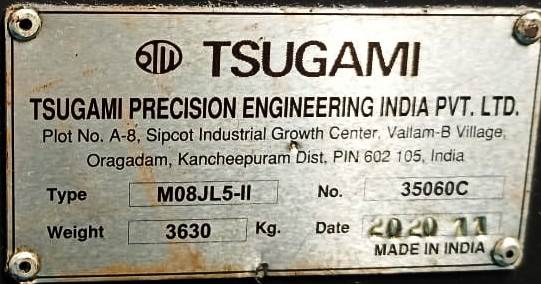 TSUGAMI
TSUGAMI PRECISION ENGINEERING INDIA PVT. LTD.
Plot No. A-8, Sipcot Industrial Growth Center, Vallam-B Village,
Oragadam, Kancheepuram Dist, PIN 602 105, India
Type M08JL5-II No. 35060C
Weight 3630 Kg. Date 2020 11
MADE IN INDIA